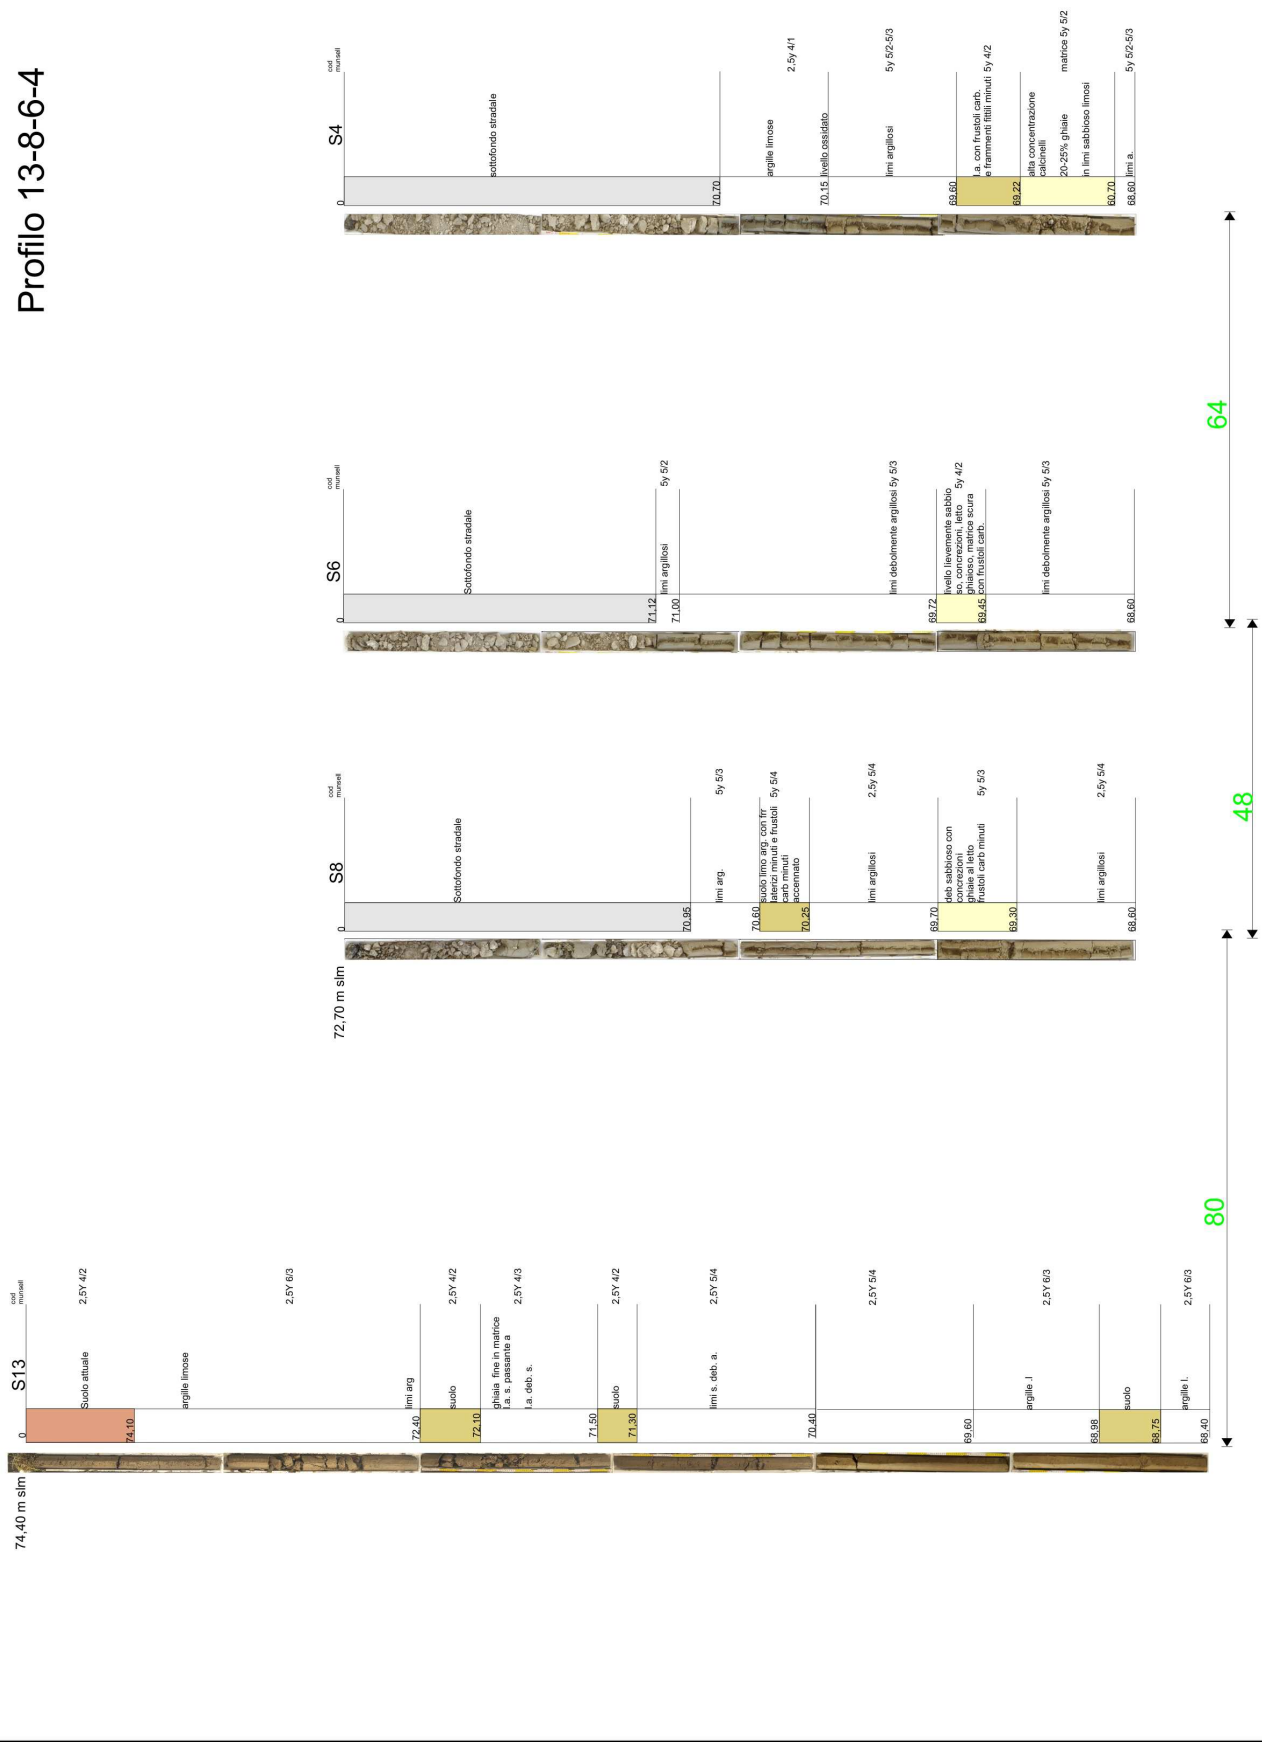 Profilo 13-8-6-4
S13
cod
munsell
74,40 m slm
0
Suolo attuale
2,5Y 4/2
74,10
argille limose
2,5Y 6/3
limi arg
72,40
suolo
2,5Y 4/2
72,10
ghiaia fine in matrice
l.a. s. passante a
l.a. deb. s.
2,5Y 4/3
71,50
suolo
2,5Y 4/2
71,30
limi s. deb. a.
2,5Y 5/4
70,40
2,5Y 5/4
69,60
argille .l
2,5Y 6/3
68,98
suolo
68,75
argille l.
2,5Y 6/3
68,40
S8
cod
munsell
72,70 m slm
0
Sottofondo stradale
70,95
limi arg.
5y 5/3
70,60
suolo limo arg. con frr
laterizi minuti e frustoli
carb minuti
accennato
5y 5/4
70,25
limi argillosi
2,5y 5/4
69,70
deb sabbioso con
concrezioni
ghiaie al letto
frustoli carb minuti
5y 5/3
69,30
limi argillosi
2,5y 5/4
68,60
S6
cod
munsell
0
Sottofondo stradale
71,12
limi argillosi
5y 5/2
71,00
limi debolmente argillosi 5y 5/3
69,72
livello lievemente sabbio
so, concrezioni, letto
ghiaioso, matrice scura
con frustoli carb.
5y 4/2
69,45
limi debolmente argillosi 5y 5/3
68,60
S4
cod
munsell
0
sottofondo stradale
70,70
argille limose
2,5y 4/1
70,15 livello ossidato
limi argillosi
5y 5/2-5/3
69,60
l.a. con frustoli carb.
e frammenti fittili minuti 5y 4/2
69,22
alta concentrazione
calcinelli
20-25% ghiaie
in limi sabbioso limosi
matrice 5y 5/2
60,70
limi a.
5y 5/2-5/3
68,60
80
48
64